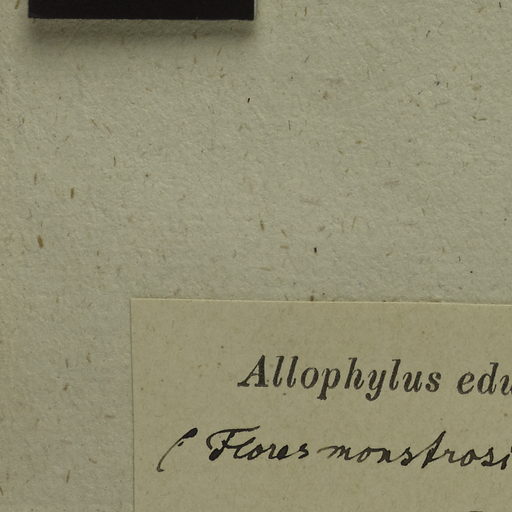 Allophylus edu
( Flores monstrosi